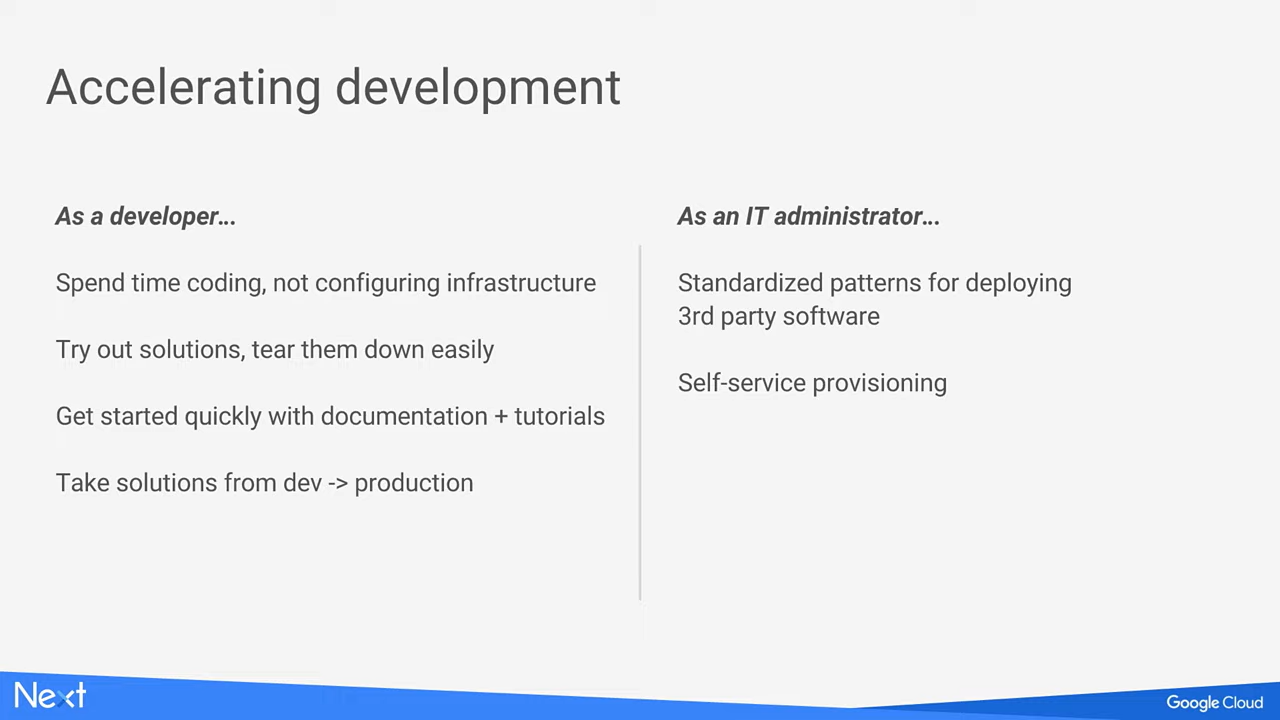 Accelerating development
As a developer...
Spend time coding, not configuring infrastructure
Try out solutions, tear them down easily
Get started quickly with documentation + tutorials
Take solutions from dev -> production
As an IT administrator...
Standardized patterns for deploying
3rd party software
Self-service provisioning
Next
Google Cloud